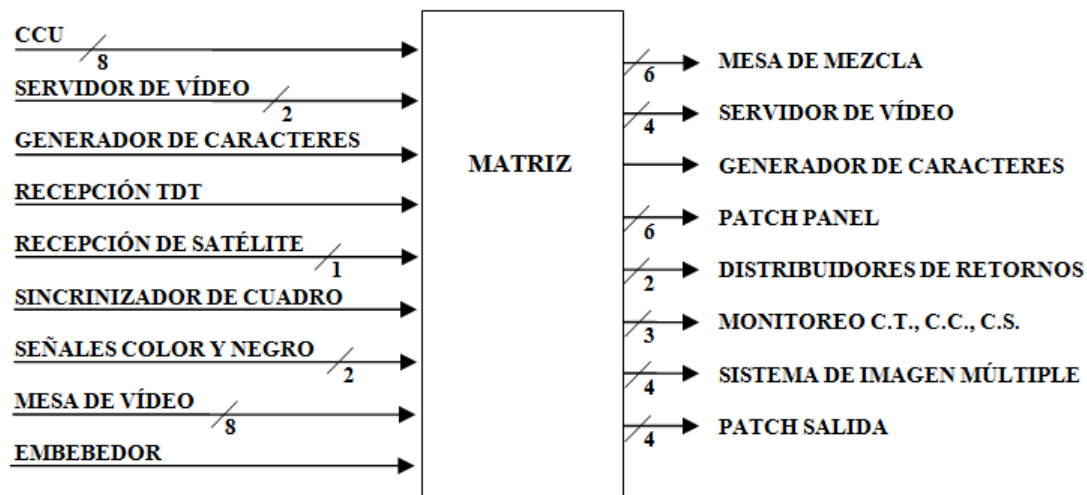 CCU
8
SERVIDOR DE VÍDEO
2
GENERADOR DE CARACTERES
RECEPCIÓN TDT
RECEPCIÓN DE SATÉLITE
1
SINCRINIZADOR DE CUADRO
SEÑALES COLOR Y NEGRO
2
MESA DE VÍDEO
8
EMBEBEDOR
MATRIZ
6
MESA DE MEZCLA
4
SERVIDOR DE VÍDEO
GENERADOR DE CARACTERES
6
PATCH PANEL
2
DISTRIBUIDORES DE RETORNOS
3
MONITOREO C.T., C.C., C.S.
4
SISTEMA DE IMAGEN MÚLTIPLE
4
PATCH SALIDA